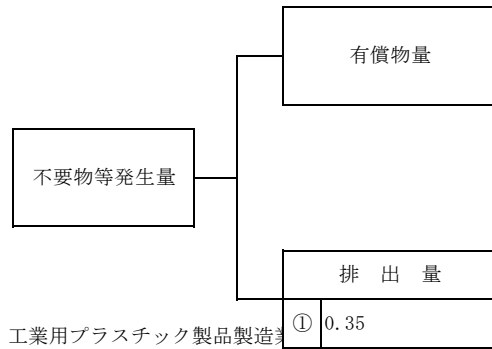 有償物量
不要物等発生量
排 出 量
① 0.35
工業用プラスチック製品製造業